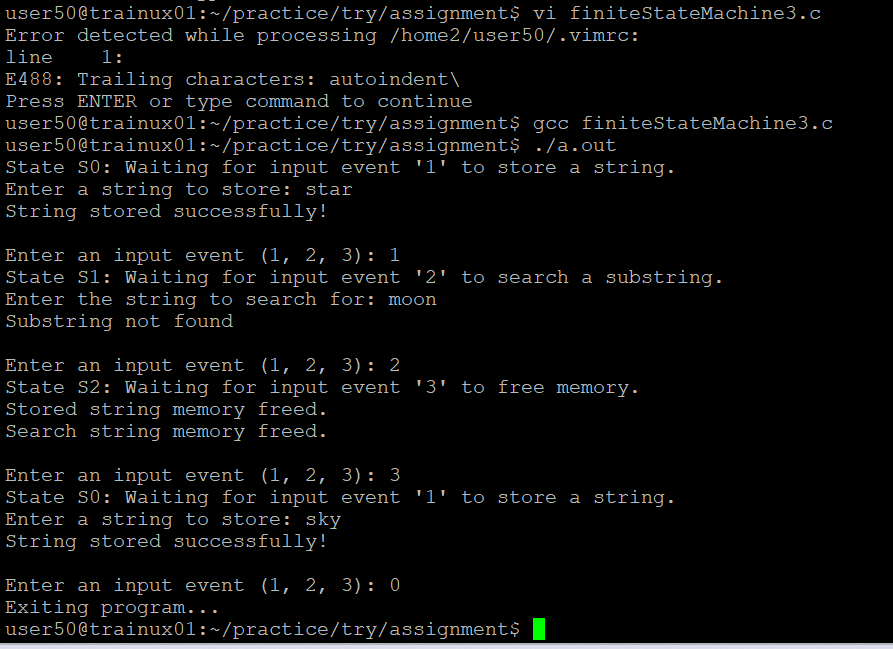 user50@trainux01:~/practice/try/assignment$ vi finiteStateMachine3.c
Error detected while processing /home2/user50/.vimrc:
line    1:
E488: Trailing characters: autoindent\
Press ENTER or type command to continue
user50@trainux01:~/practice/try/assignment$ gcc finiteStateMachine3.c
user50@trainux01:~/practice/try/assignment$ ./a.out
State S0: Waiting for input event '1' to store a string.
Enter a string to store: star
String stored successfully!

Enter an input event (1, 2, 3): 1
State S1: Waiting for input event '2' to search a substring.
Enter the string to search for: moon
Substring not found

Enter an input event (1, 2, 3): 2
State S2: Waiting for input event '3' to free memory.
Stored string memory freed.
Search string memory freed.

Enter an input event (1, 2, 3): 3
State S0: Waiting for input event '1' to store a string.
Enter a string to store: sky
String stored successfully!

Enter an input event (1, 2, 3): 0
Exiting program...
user50@trainux01:~/practice/try/assignment$